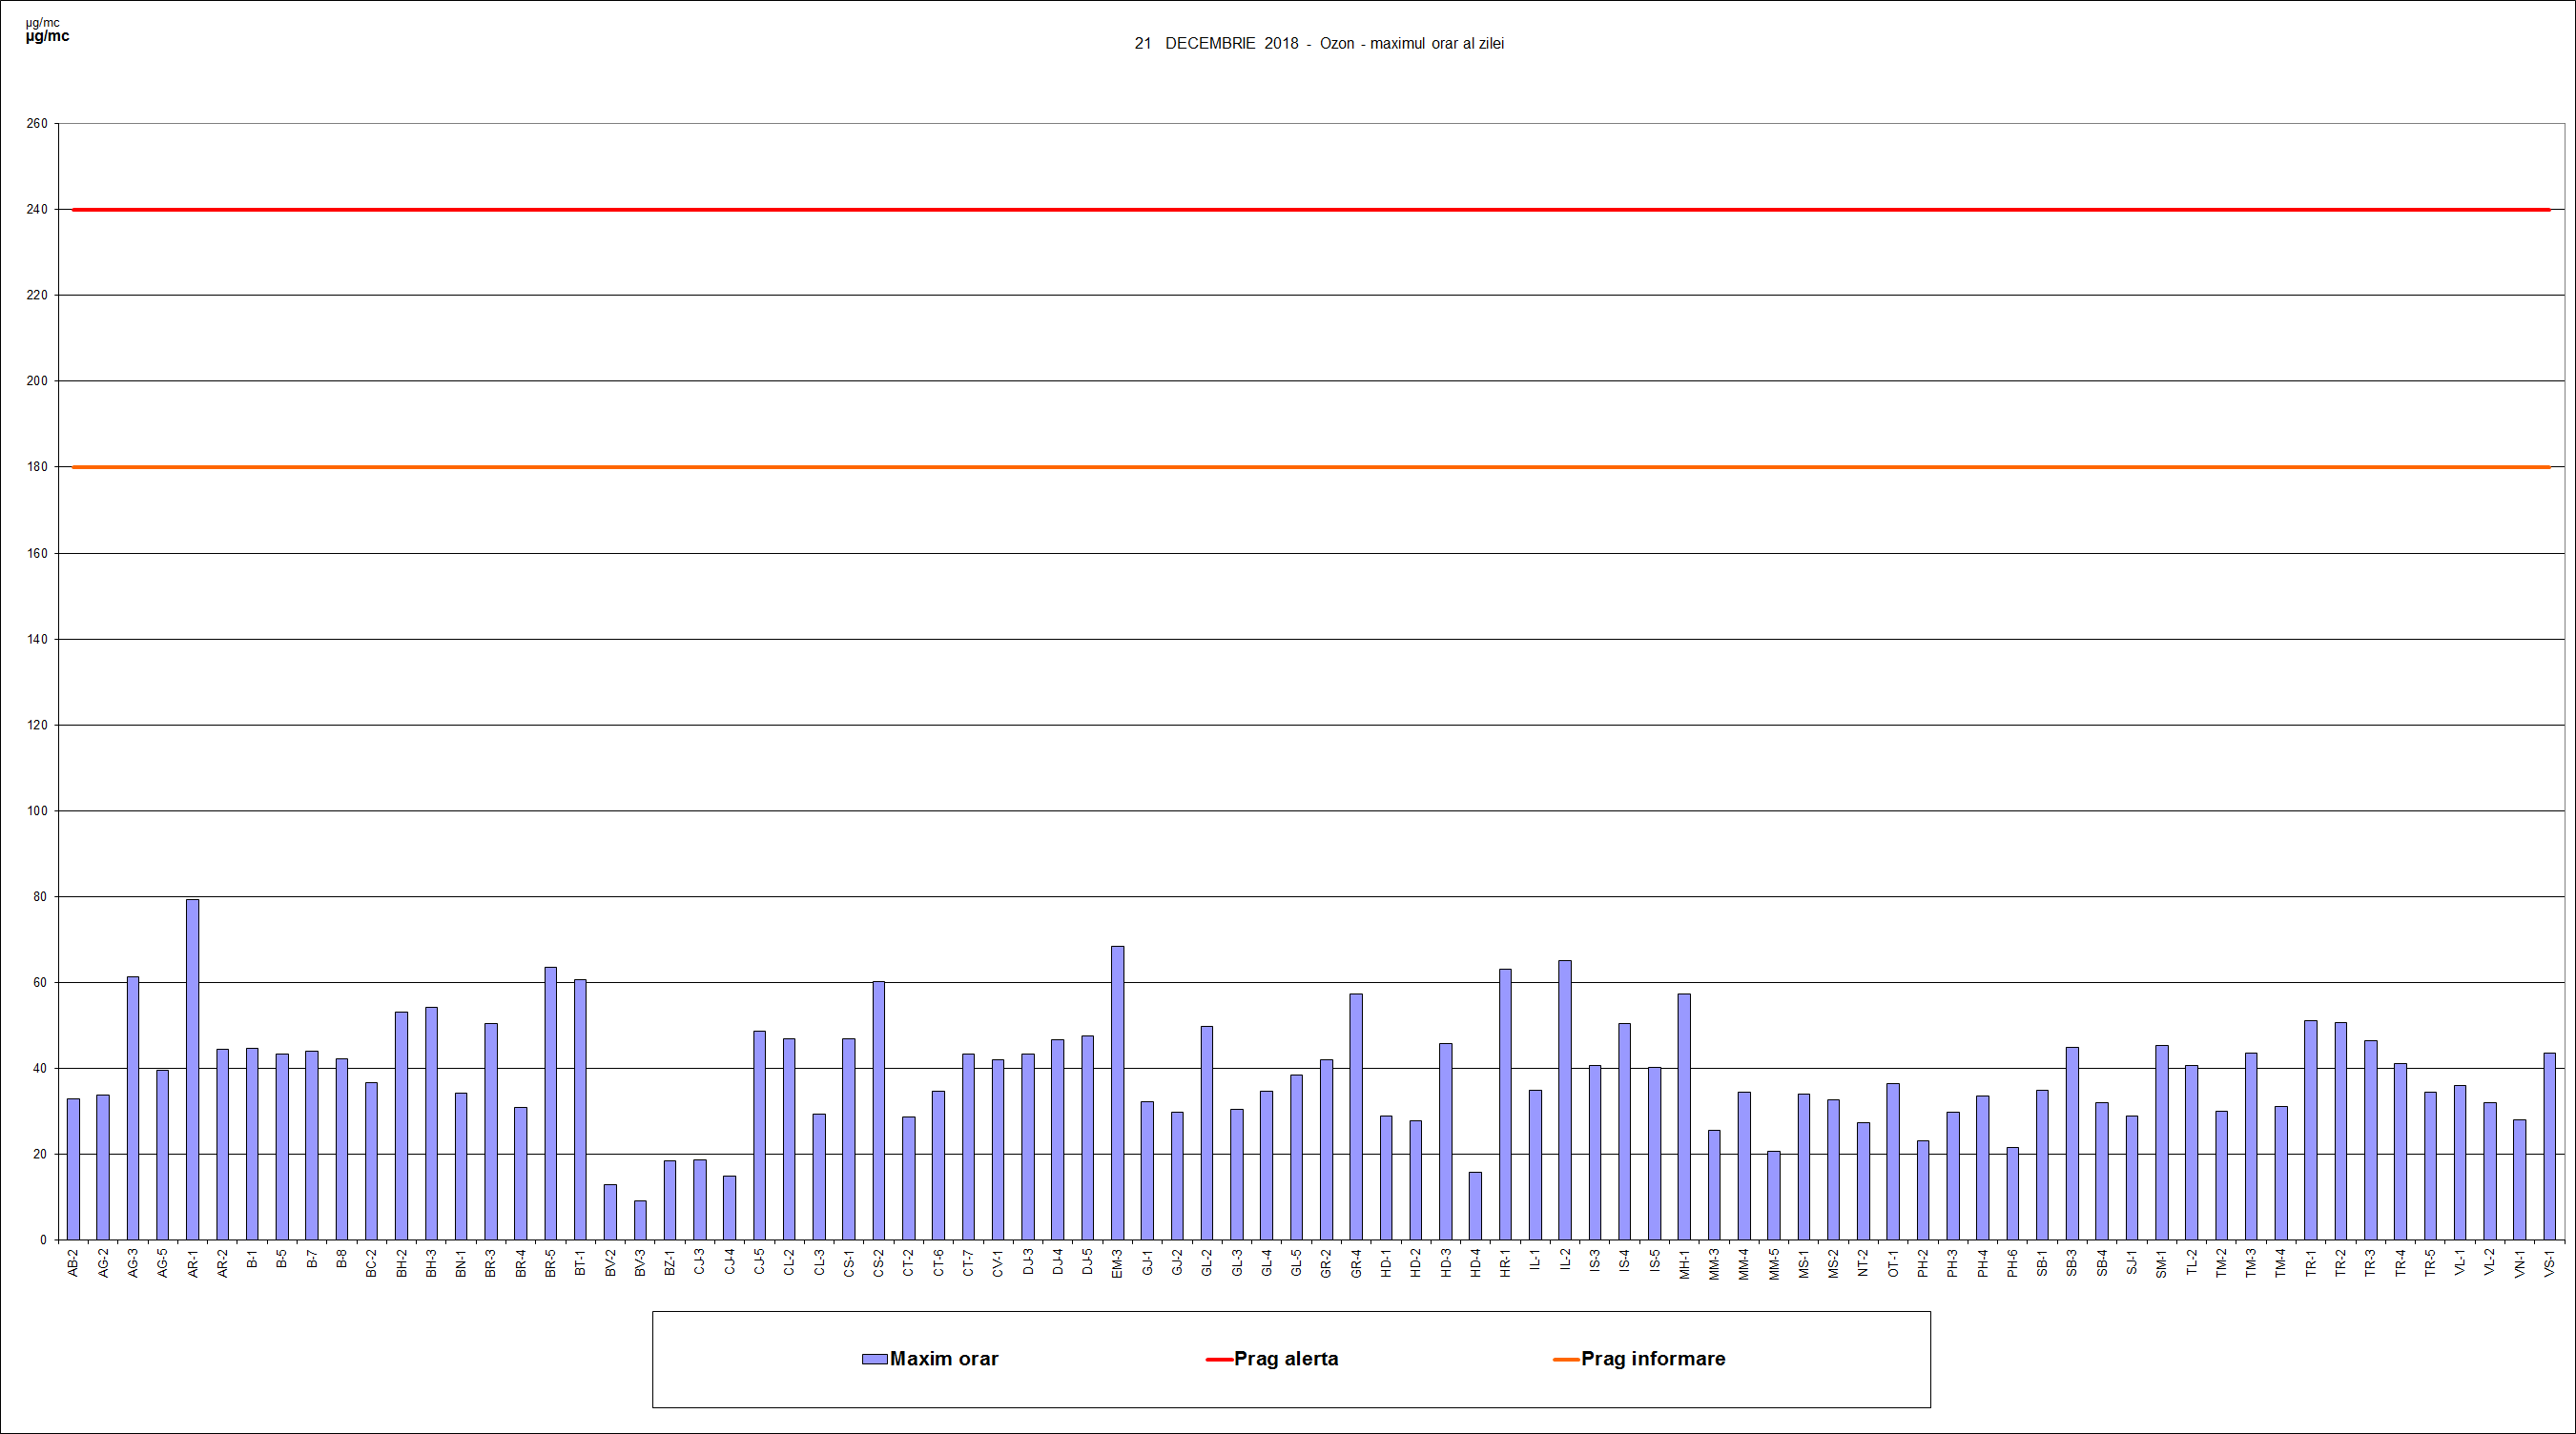 µg/mc
µg/mc
21 DECEMBRIE 2018 - Ozon - maximul orar al zilei
260
240
220
200
180
160
140
120
100
80
60
40
20
0
AB-2 AG-2 AG-3 AG-5 AR-1 AR-2 B-1 B-5 B-7 B-8 BC-2 BH-2 BH-3 BN-1 BR-3 BR-4 BR-5 BT-1 BV-2 BV-3 BZ-1 CJ-3 CJ-4 CJ-5 CL-2 CL-3 CS-1 CS-2 CT-2 CT-6 CT-7 CV-1 DJ-3 DJ-4 DJ-5 EM-3 GJ-1 GJ-2 GL-2 GL-3 GL-4 GL-5 GR-2 GR-4 HD-1 HD-2 HD-3 HD-4 HR-1 IL-1 IL-2 IS-3 IS-4 IS-5 MH-1 MM-3 MM-4 MM-5 MS-1 MS-2 NT-2 OT-1 PH-2 PH-3 PH-4 PH-6 SB-1 SB-3 SB-4 SJ-1 SM-1 TL-2 TM-2 TM-3 TM-4 TR-1 TR-2 TR-3 TR-4 TR-5 VL-1 VL-2 VN-1 VS-1
Maxim orar Prag alerta Prag informare